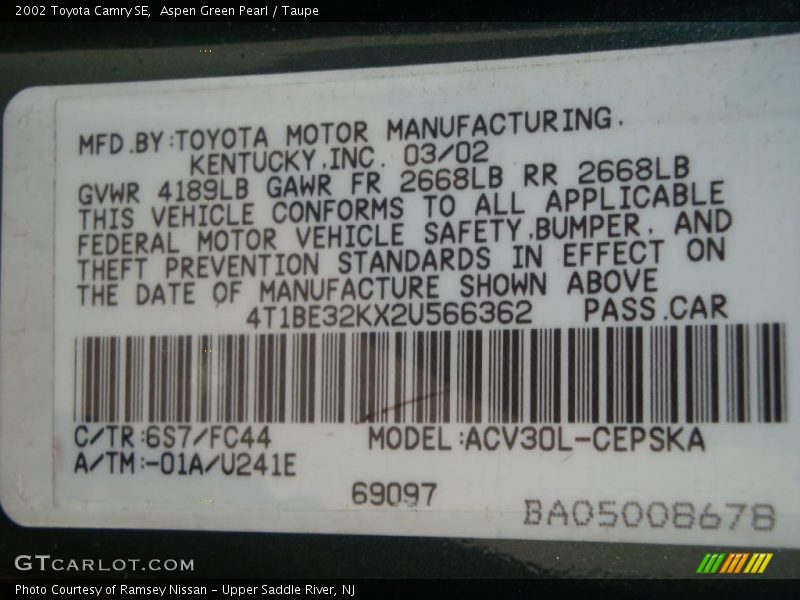 2002 Toyota Camry SE,  Aspen Green Pearl / Taupe
MFD.BY:TOYOTA MOTOR MANUFACTURING.
KENTUCKY,INC. 03/02
GVWR 4189LB GAWR FR 2668LB RR 2668LB
THIS VEHICLE CONFORMS TO ALL APPLICABLE
FEDERAL MOTOR VEHICLE SAFETY,BUMPER, AND
THEFT PREVENTION STANDARDS IN EFFECT ON
THE DATE OF MANUFACTURE SHOWN ABOVE
4T1BE32KX2U566362 PASS.CAR
C/TR:6S7/FC44 MODEL:ACV30L-CEPSKA
A/TM:-01A/U241E
69097
BA05008678
GTCARLOT.COM
Photo Courtesy of Ramsey Nissan - Upper Saddle River, NJ